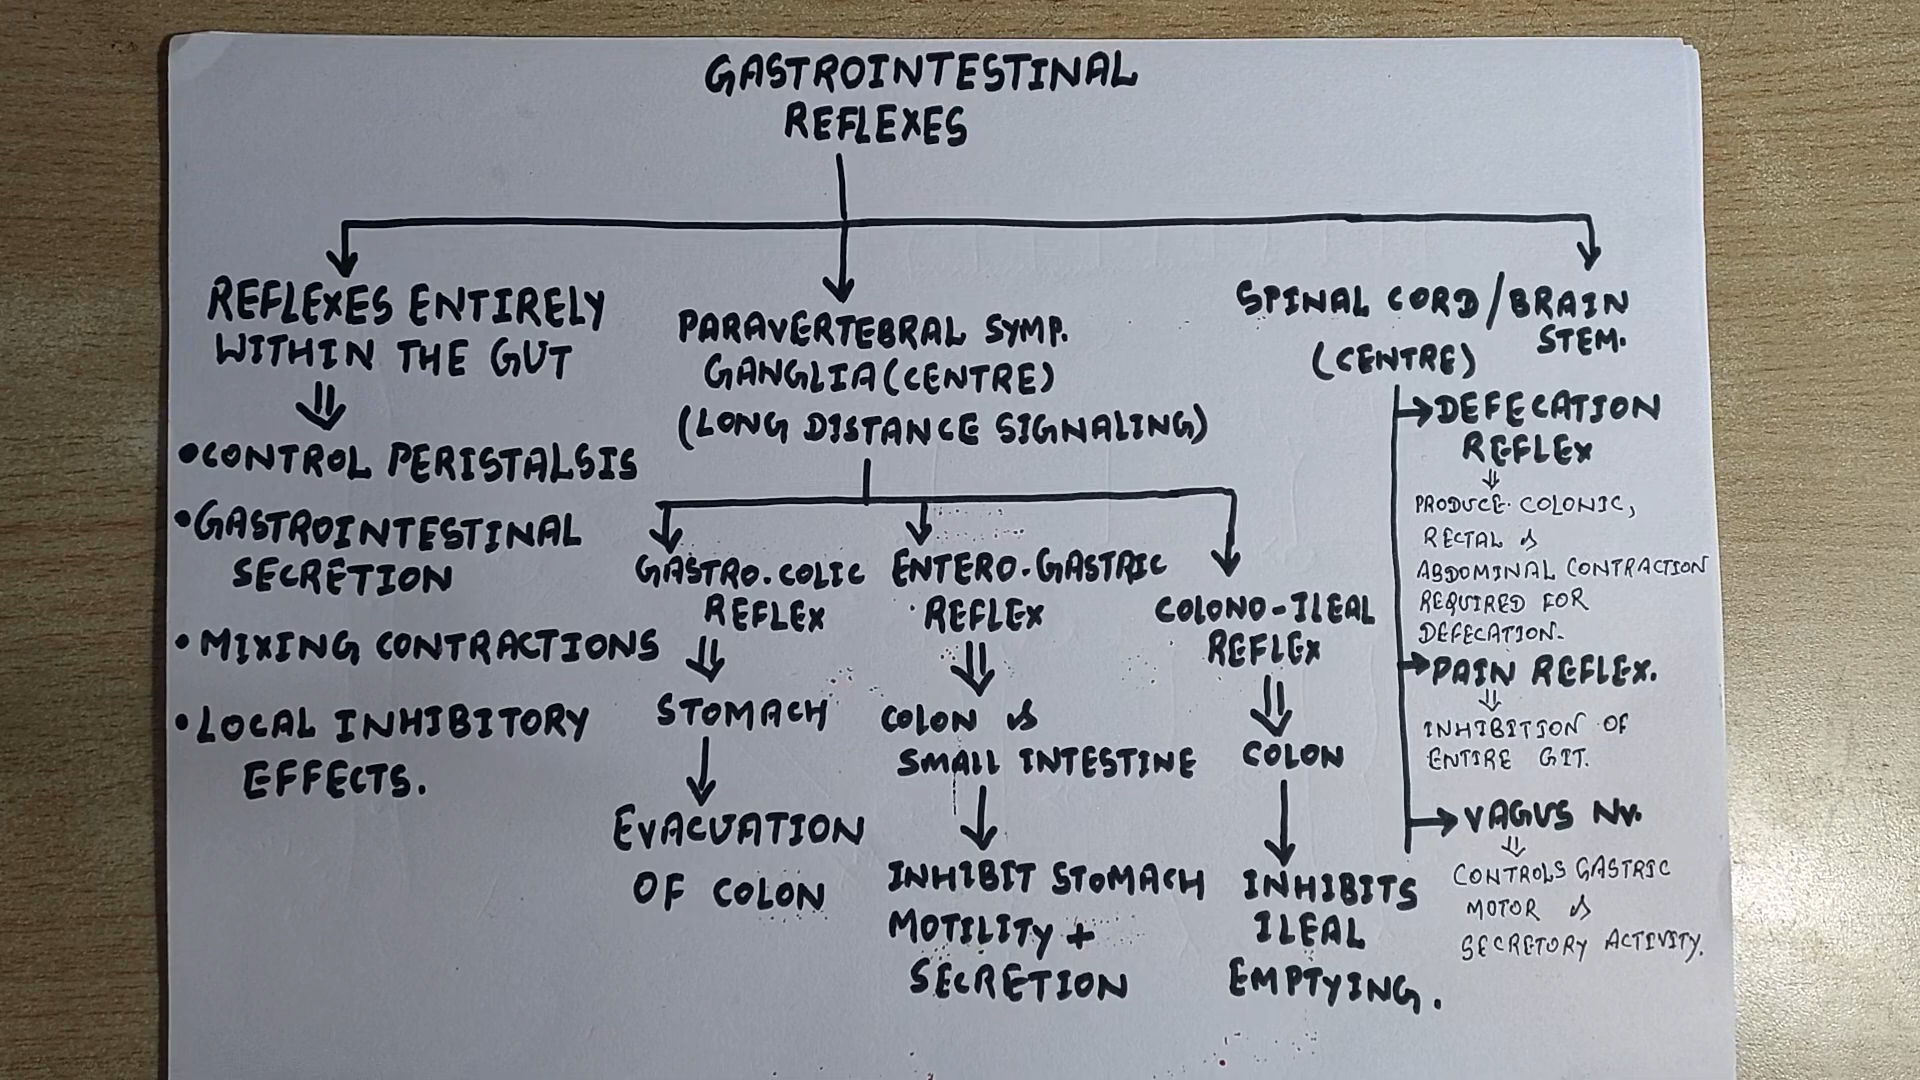 GASTROINTESTINAL
REFLEXES
REFLEXES ENTIRELY
WITHIN THE GUT
•CONTROL PERISTALSIS
•GASTROINTESTINAL
SECRETION
• MIXING CONTRACTIONS
• LOCAL INHIBITORY
EFFECTS.
PARAVERTEBRAL SYMP.
GANGLIA (CENTRE)
(LONG DISTANCE SIGNALING)
GASTRO-COLIC
REFLEX
STOMACH
EVACUATION
OF COLON
ENTERO-GASTRIC
REFLEX
COLON &
SMALL INTESTINE
INHIBIT STOMACH
MOTILITY +
SECRETION
COLONO-ILEAL
REFLEX
COLON
INHIBITS
ILEAL
EMPTYING.
SPINAL CORD/BRAIN
STEM.
(CENTRE)
DEFECATION
REFLEX
PRODUCE COLONIC,
RECTAL &
ABDOMINAL CONTRACTION
REQUIRED FOR
DEFECATION.
PAIN REFLEX.
INHIBITION OF
ENTIRE GIT.
VAGUS NV.
CONTROLS GASTRIC
MOTOR &
SECRETORY ACTIVITY.